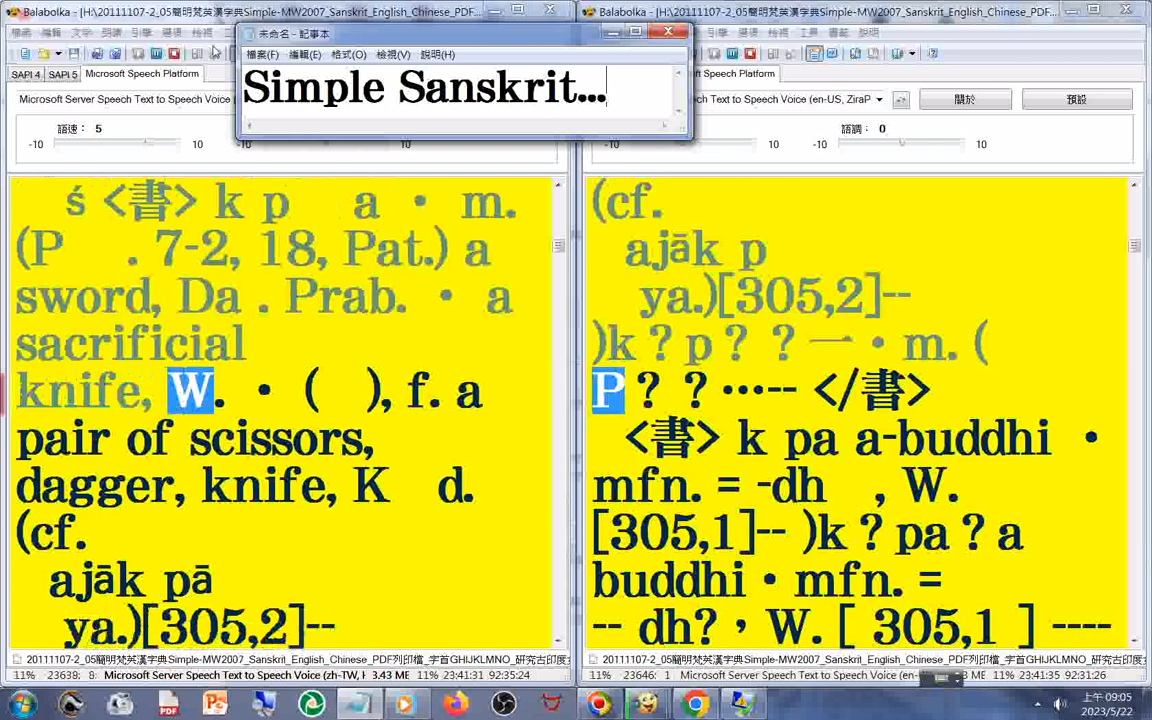 Balabolka - [H:\20111107-2_05簡明梵英漢字典Simple-MW2007_Sanskrit_English_Chinese_PDF...
Balabolka - [H:\20111107-2_05簡明梵英漢字典Simple-MW2007_Sanskrit_English_Chinese_PDF...
未命名 - 記事本
檔案(F) 編輯(E) 格式(O) 檢視(V) 說明(H)
Simple Sanskrit...
SAPI 4 SAPI 5 Microsoft Speech Platform
Microsoft Server Speech Text to Speech Voice
語速： 5
-10 10 10
ech Platform
ch Text to Speech Voice (en-US, ZiraP 關於 預設
語調： 0
-10 10 -10 10
ś <書> k p a • m.
(P . 7-2, 18, Pat.) a
sword, Da . Prab. • a
sacrificial
knife, W. • ( ), f. a
pair of scissors,
dagger, knife, K d.
(cf.
ajāk pā
ya.)[305,2]--
(cf.
ajāk p
ya.)[305,2]--
)k？p？？一•m. (
P？？…-- </書>
<書> k pa a-buddhi •
mfn. = -dh , W.
[305,1]-- )k？pa？a
buddhi•mfn. =
-- dh?，W. [ 305,1 ] ----
20111107-2_05簡明梵英漢字典Simple-MW2007_Sanskrit_English_Chinese_PDF列印檔_字首GHIJKLMNO_研究古印度
20111107-2_05簡明梵英漢字典Simple-MW2007_Sanskrit_English_Chinese_PDF列印檔_字首GHIJKLMNO_研究古印度
11% 23638; 8: Microsoft Server Speech Text to Speech Voice (zh-TW, 3.43 ME 11% 23:41:31 92:35:24
11% 23646: 1 Microsoft Server Speech Text to Speech Voice (en-US, 3.43 ME 11% 23:41:35 92:31:26
上午 09:05
2023/5/22